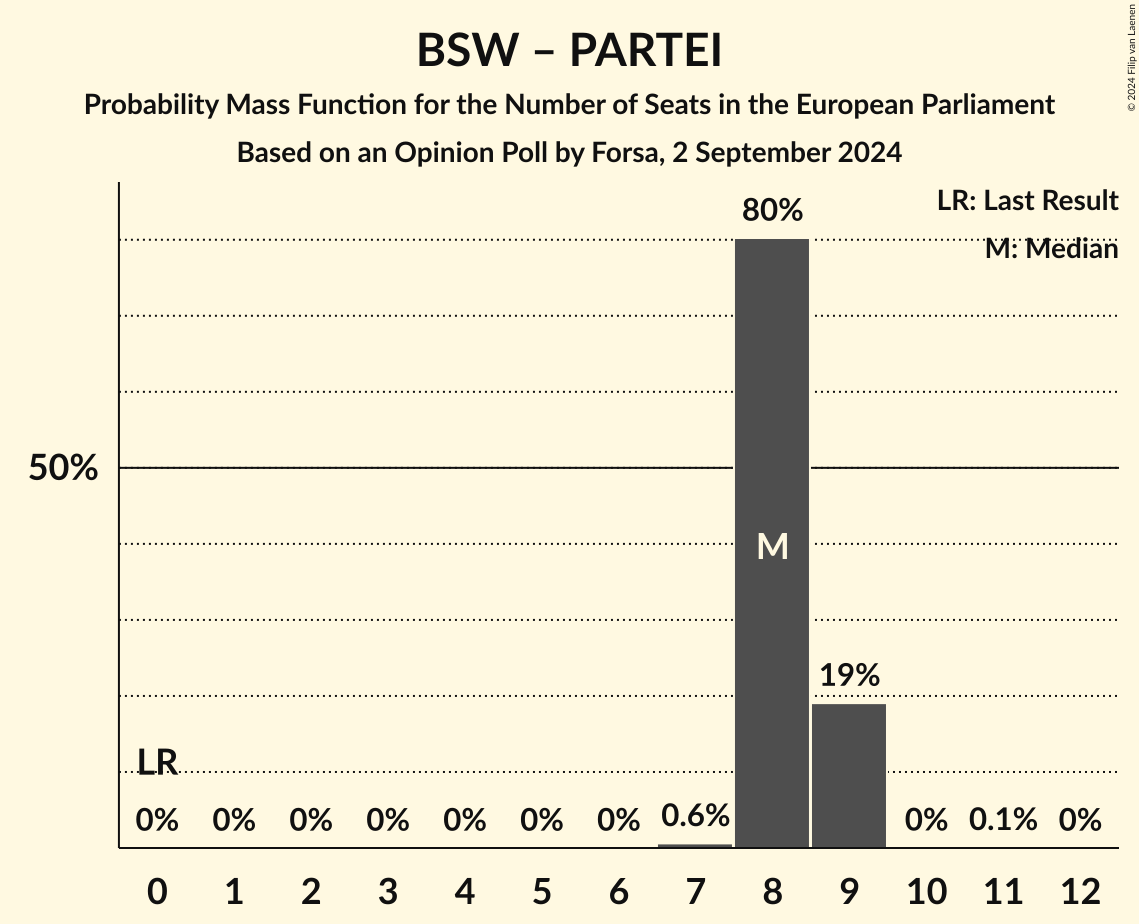 BSW – PARTEI
Probability Mass Function for the Number of Seats in the European Parliament
Based on an Opinion Poll by Forsa, 2 September 2024
© 2024 Filip van Laenen
LR: Last Result
M: Median
80%
50%
M
19%
LR
0% 0% 0% 0% 0% 0% 0% 0.6% 0% 0.1% 0%
0 1 2 3 4 5 6 7 8 9 10 11 12